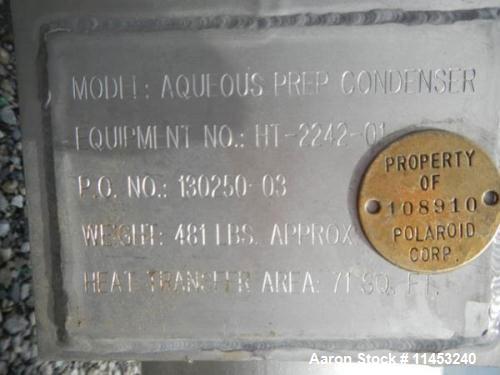 MODEL: AQUEOUS PREP CONDENSER
EQUIPMENT NO.: HT-2242-01
P.O. NO.: 130250-03
WEIGHT: 481 LBS. APPROX
HEAT TRANSFER AREA: 71 SQ. FT.
PROPERTY
OF
108910
POLAROID
CORP.
Aaron Stock # 11453240